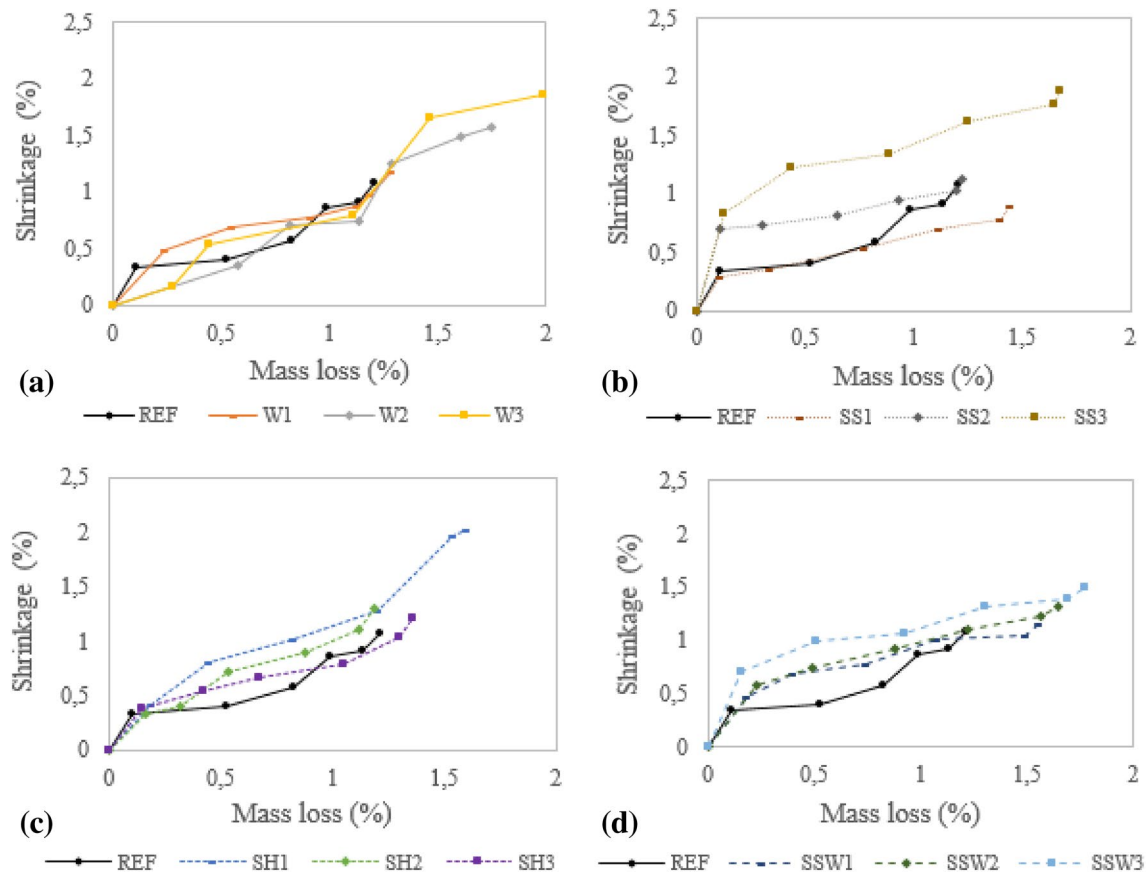 2,5
2
1,5
1
0,5
0
Shrinkage (%)
0 0,5 1 1,5 2
Mass loss (%)
(a)
REF W1 W2 W3
2,5
2
1,5
1
0,5
0
Shrinkage (%)
0 0,5 1 1,5 2
Mass loss (%)
(b)
REF SS1 SS2 SS3
2,5
2
1,5
1
0,5
0
Shrinkage (%)
0 0,5 1 1,5 2
Mass loss (%)
(c)
REF SH1 SH2 SH3
2,5
2
1,5
1
0,5
0
Shrinkage (%)
0 0,5 1 1,5 2
Mass loss (%)
(d)
REF SSW1 SSW2 SSW3